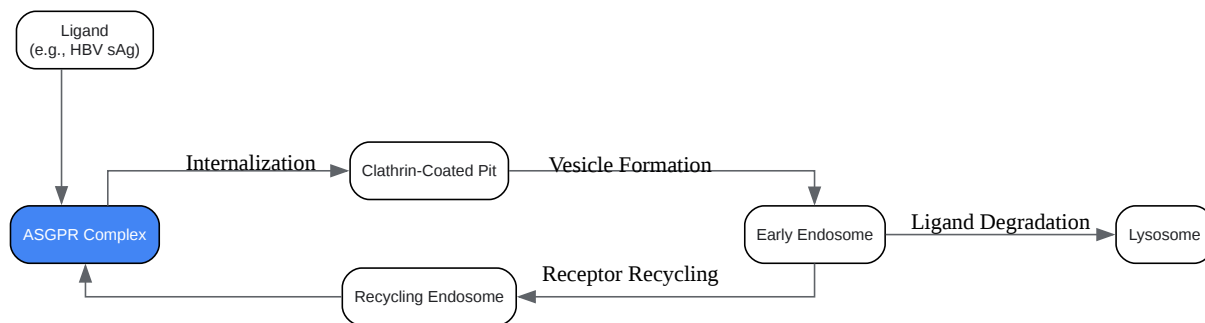 Ligand
(e.g., HBV sAg)
Internalization
Clathrin-Coated Pit
Vesicle Formation
ASGPR Complex
Early Endosome
Ligand Degradation
Lysosome
Receptor Recycling
Recycling Endosome